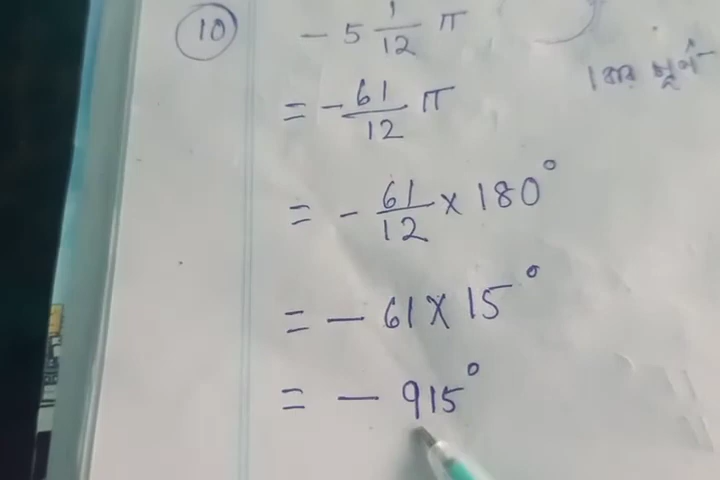 10 - 5 1/12 π
= - 61/12 π
= - 61/12 × 180°
= - 61 × 15°
= - 915°